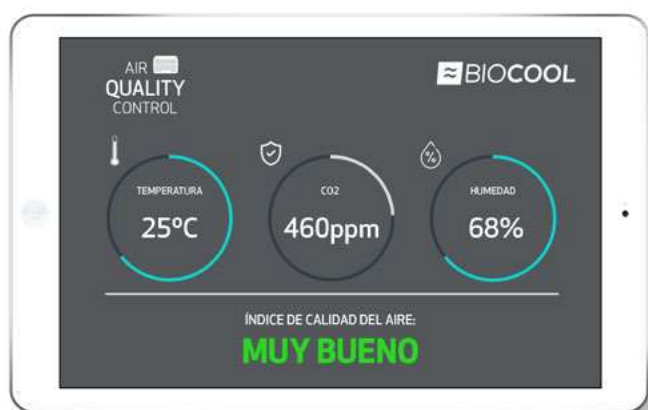 AIR
QUALITY
CONTROL
BIOCOOL
TEMPERATURA
25ºC
CO2
460ppm
%
HUMEDAD
68%
ÍNDICE DE CALIDAD DEL AIRE:
MUY BUENO